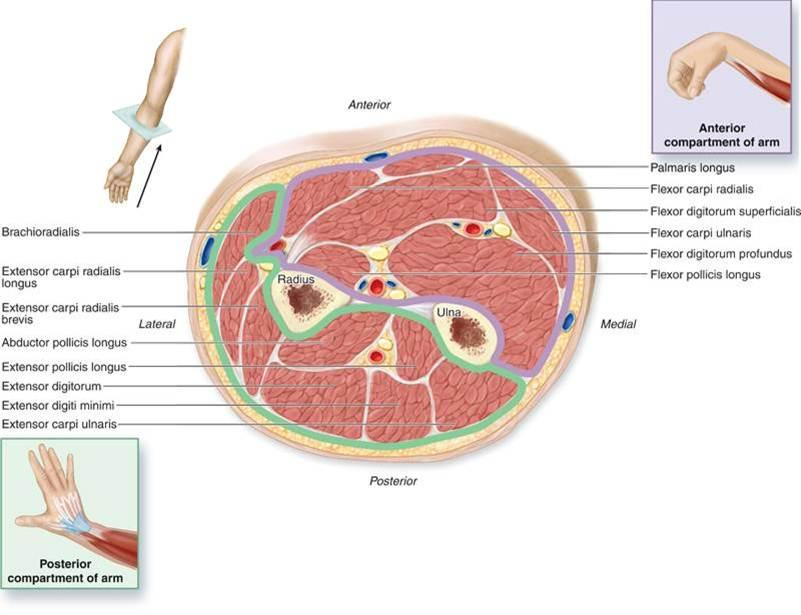 Anterior
Anterior
compartment of arm
Palmaris longus
Flexor carpi radialis
Flexor digitorum superficialis
Flexor carpi ulnaris
Flexor digitorum profundus
Flexor pollicis longus
Brachioradialis
Extensor carpi radialis
longus
Extensor carpi radialis
brevis
Lateral
Abductor pollicis longus
Extensor pollicis longus
Extensor digitorum
Extensor digiti minimi
Extensor carpi ulnaris
Radius
Ulna
Medial
Posterior
Posterior
compartment of arm